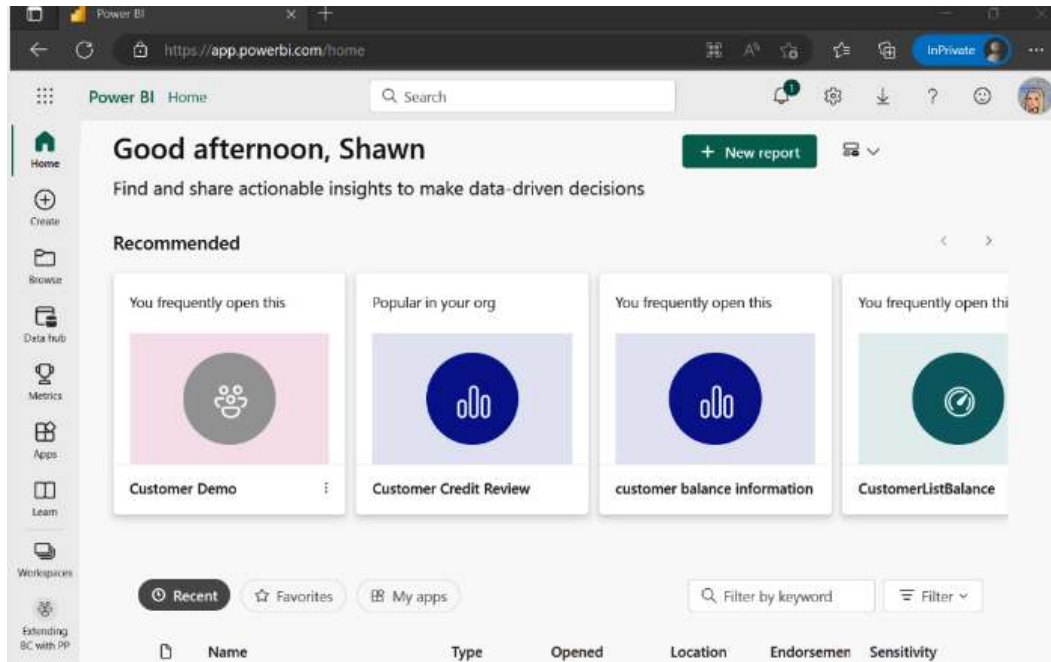 Power BI
https://app.powerbi.com/home
InPrivate
Power BI Home
Search
1
Home
Create
Browse
Data hub
Metrics
Apps
Learn
Workspaces
Extending
BC with PP
Good afternoon, Shawn
+ New report
Find and share actionable insights to make data-driven decisions
Recommended
You frequently open this
Popular in your org
You frequently open this
You frequently open thi
Customer Demo
Customer Credit Review
customer balance information
CustomerListBalance
Recent
Favorites
My apps
Filter by keyword
Filter
Name Type Opened Location Endorsemen Sensitivity